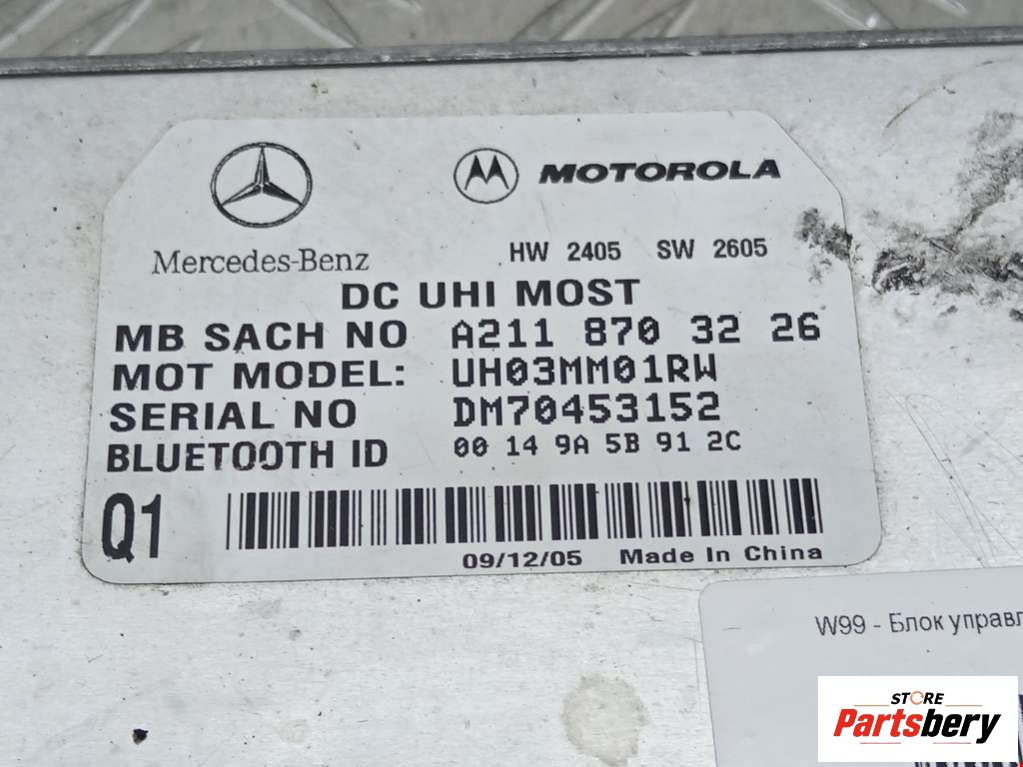 MOTOROLA
Mercedes-Benz
HW 2405 SW 2605
DC UHI MOST
MB SACH NO A211 870 32 26
MOT MODEL: UH03MM01RW
SERIAL NO DM70453152
BLUETOOTH ID 00 14 9A 5B 91 2C
Q1
09/12/05 Made In China
W99 - Блок управл
STORE
Partsbery